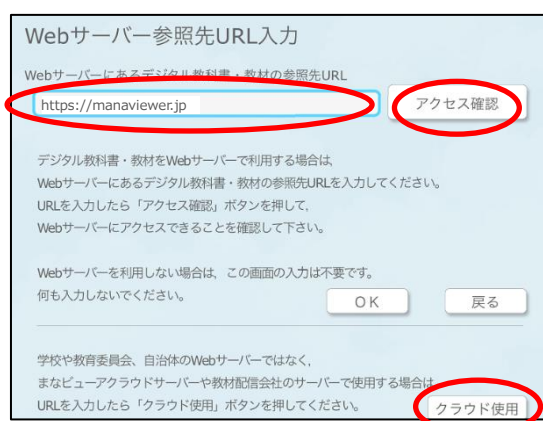 Webサーバー参照先URL入力
Webサーバーにあるデジタル教科書・教材の参照先URL
https://manaviewer.jp
アクセス確認
デジタル教科書・教材をWebサーバーで利用する場合は、
Webサーバーにあるデジタル教科書・教材の参照先URLを入力してください。
URLを入力したら「アクセス確認」ボタンを押して、
Webサーバーにアクセスできることを確認して下さい。
Webサーバーを利用しない場合は、この画面の入力は不要です。
何も入力しないでください。
OK
戻る
学校や教育委員会、自治体のWebサーバーではなく、
まなビューアクラウドサーバーや教材配信会社のサーバーで使用する場合は
URLを入力したら「クラウド使用」ボタンを押してください。
クラウド使用